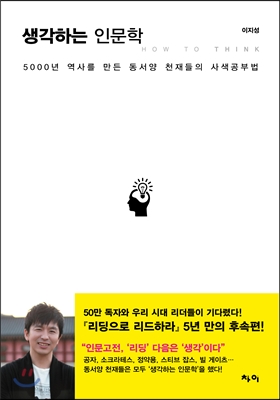 생각하는 인문학
이지성
HOW TO THINK
5000년 역사를 만든 동서양 천재들의 사색공부법
50만 독자와 우리 시대 리더들이 기다렸다!
『리딩으로 리드하라』 5년 만의 후속편!
“인문고전, ‘리딩’ 다음은 ‘생각’이다”
공자, 소크라테스, 정약용, 스티브 잡스, 빌 게이츠…
동서양 천재들은 모두 ‘생각하는 인문학’을 했다!
차이